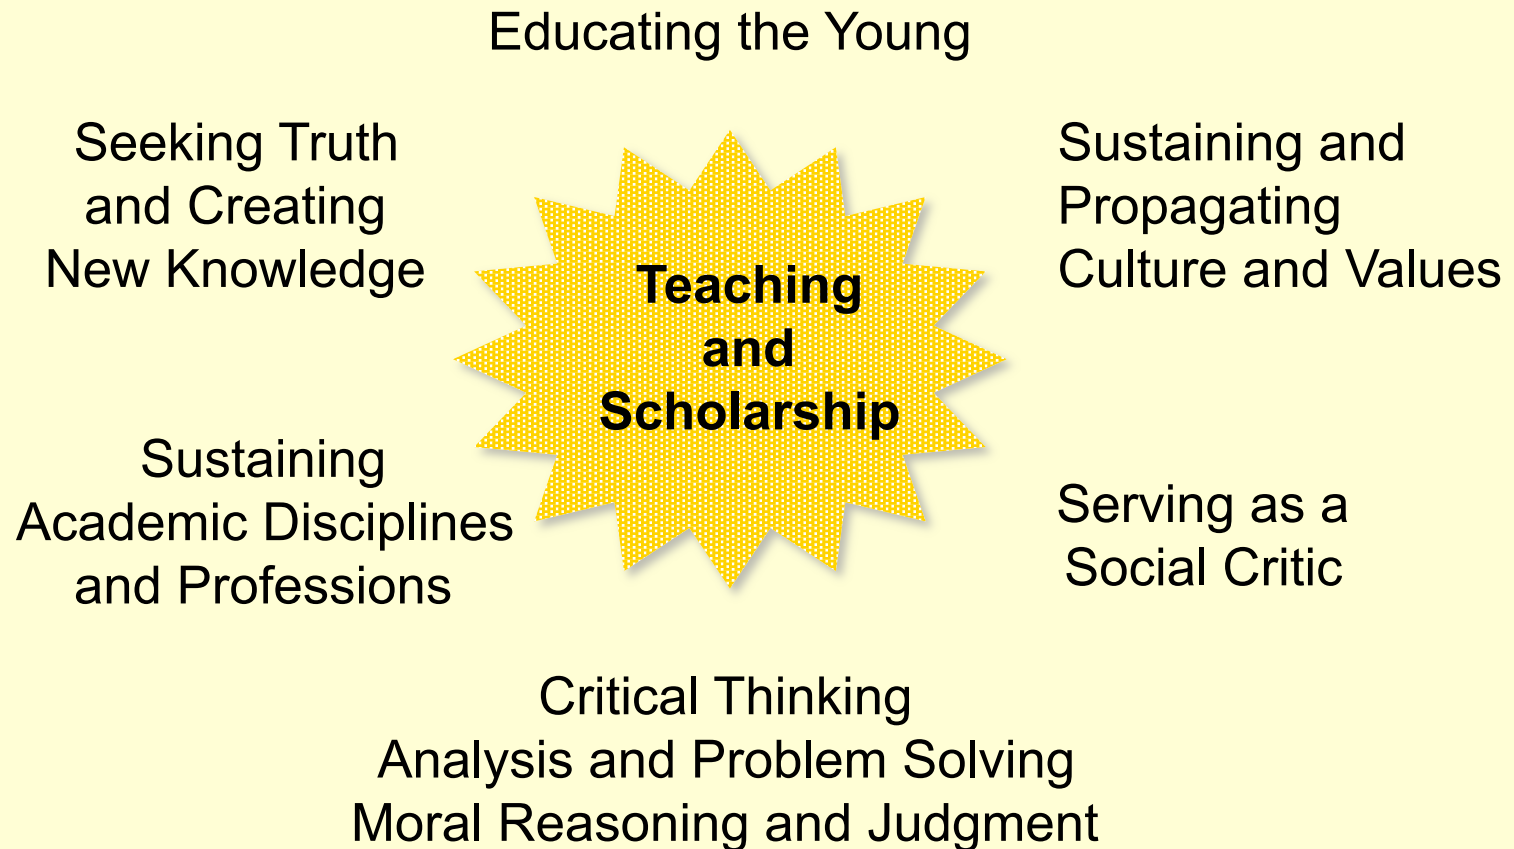 Educating the Young
Seeking Truth
and Creating
New Knowledge
Sustaining and
Propagating
Culture and Values
Teaching
and
Scholarship
Sustaining
Academic Disciplines
and Professions
Serving as a
Social Critic
Critical Thinking
Analysis and Problem Solving
Moral Reasoning and Judgment